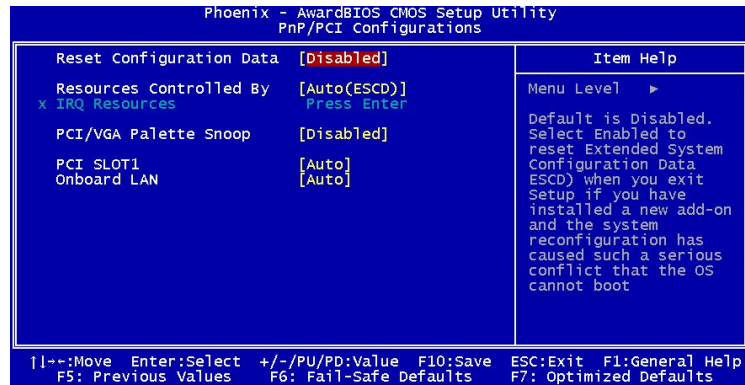 Phoenix - AwardBIOS CMOS Setup Utility
PnP/PCI Configurations
Reset Configuration Data [Disabled]
Resources Controlled By [Auto(ESCD)]
x IRQ Resources Press Enter
PCI/VGA Palette Snoop [Disabled]
PCI SLOT1 [Auto]
Onboard LAN [Auto]
Item Help
Menu Level ►
Default is Disabled.
Select Enabled to
reset Extended System
Configuration Data
ESCD) when you exit
Setup if you have
installed a new add-on
and the system
reconfiguration has
caused such a serious
conflict that the OS
cannot boot
↑↓→←:Move Enter:Select +/-/PU/PD:Value F10:Save ESC:Exit F1:General Help
F5: Previous Values F6: Fail-Safe Defaults F7: Optimized Defaults